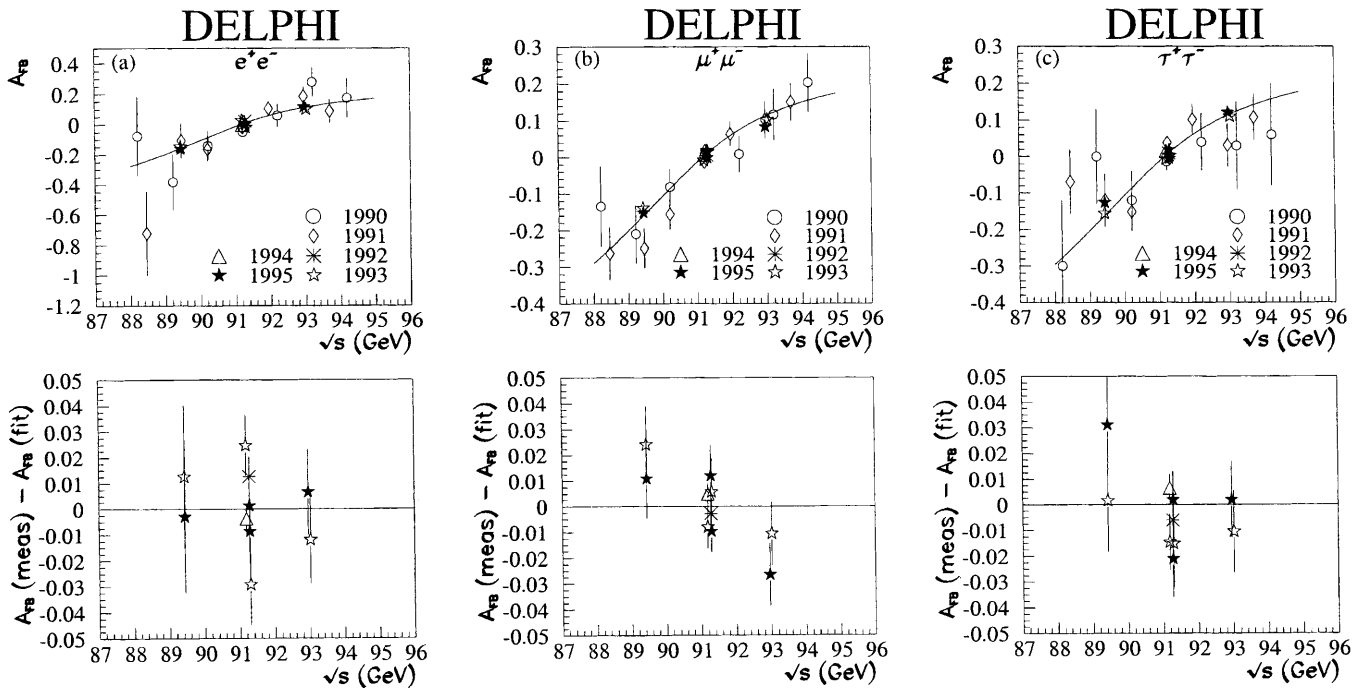 DELPHI
A_FB
(a)
e⁺e⁻
0.4
0.2
0
-0.2
-0.4
-0.6
-0.8
-1
-1.2
1990
1991
1994 1992
1995 1993
87 88 89 90 91 92 93 94 95 96
√s (GeV)
DELPHI
A_FB
(b)
μ⁺μ⁻
0.3
0.2
0.1
0
-0.1
-0.2
-0.3
-0.4
1990
1991
1994 1992
1995 1993
87 88 89 90 91 92 93 94 95 96
√s (GeV)
DELPHI
A_FB
(c)
τ⁺τ⁻
0.3
0.2
0.1
0
-0.1
-0.2
-0.3
-0.4
1990
1991
1994 1992
1995 1993
87 88 89 90 91 92 93 94 95 96
√s (GeV)
A_FB (meas) - A_FB (fit)
0.05
0.04
0.03
0.02
0.01
0
-0.01
-0.02
-0.03
-0.04
-0.05
87 88 89 90 91 92 93 94 95 96
√s (GeV)
A_FB (meas) - A_FB (fit)
0.05
0.04
0.03
0.02
0.01
0
-0.01
-0.02
-0.03
-0.04
-0.05
87 88 89 90 91 92 93 94 95 96
√s (GeV)
A_FB (meas) - A_FB (fit)
0.05
0.04
0.03
0.02
0.01
0
-0.01
-0.02
-0.03
-0.04
-0.05
87 88 89 90 91 92 93 94 95 96
√s (GeV)